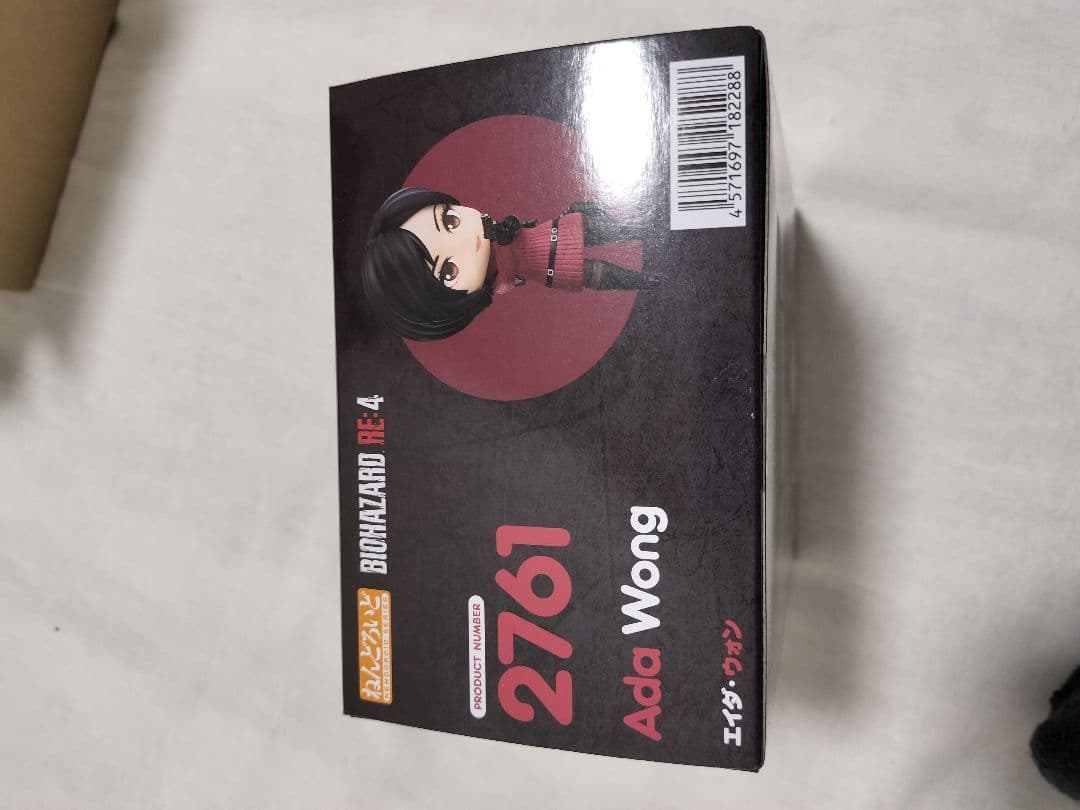 ねんどろいど
NENDOROID SERIES
BIOHAZARD RE:4
PRODUCT NUMBER
2761
Ada Wong
エイダ・ウォン
4 571697 182288